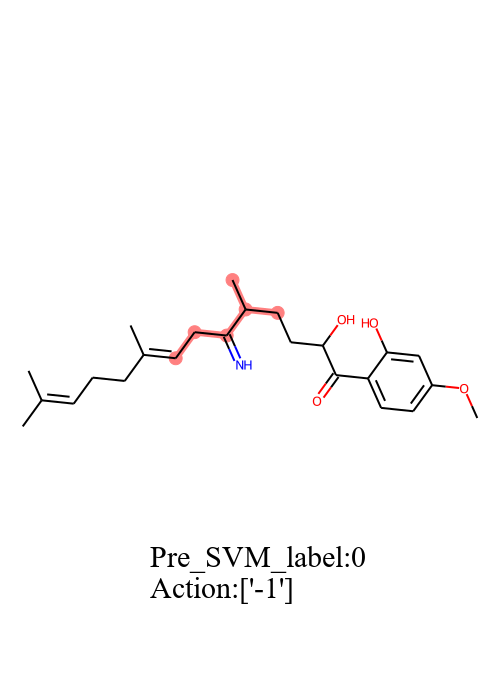 OH
HO
NH
O
O
Pre_SVM_label:0
Action:['-1']